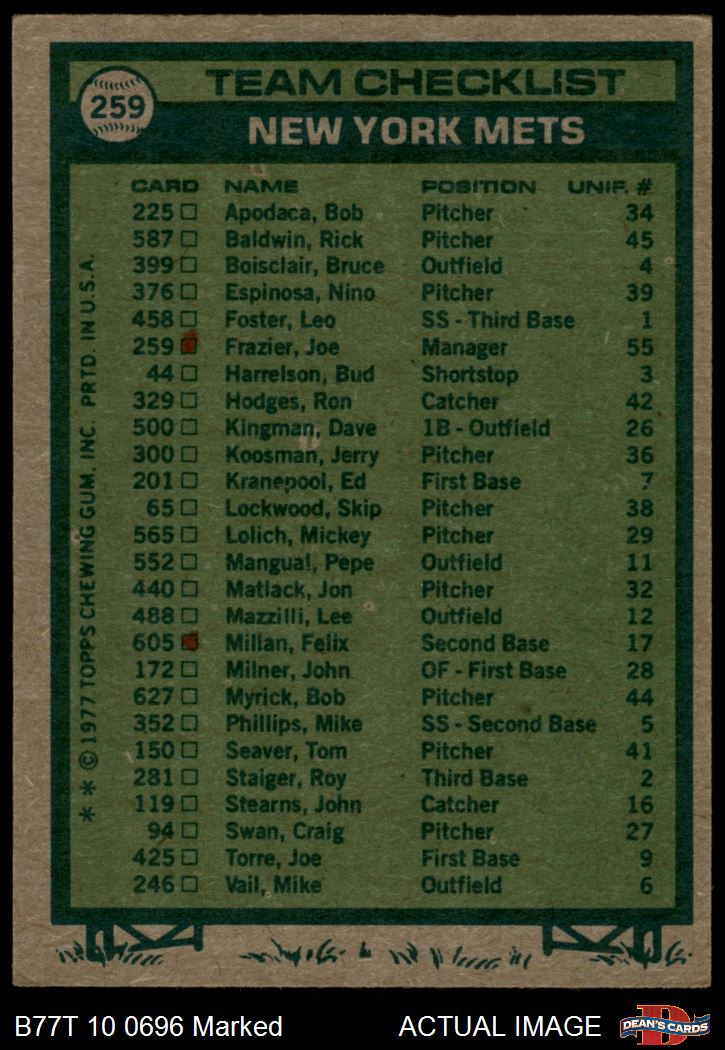 259
TEAM CHECKLIST
NEW YORK METS
CARD NAME POSITION UNIF. #
225 Apodaca, Bob Pitcher 34
587 Baldwin, Rick Pitcher 45
399 Boisclair, Bruce Outfield 4
376 Espinosa, Nino Pitcher 39
458 Foster, Leo SS - Third Base 1
259 Frazier, Joe Manager 55
44 Harrelson, Bud Shortstop 3
329 Hodges, Ron Catcher 42
500 Kingman, Dave 1B - Outfield 26
300 Koosman, Jerry Pitcher 36
201 Kranepool, Ed First Base 7
65 Lockwood, Skip Pitcher 38
565 Lolich, Mickey Pitcher 29
552 Mangual, Pepe Outfield 11
440 Matlack, Jon Pitcher 32
488 Mazzilli, Lee Outfield 12
605 Millan, Felix Second Base 17
172 Milner, John OF - First Base 28
627 Myrick, Bob Pitcher 44
352 Phillips, Mike SS - Second Base 5
150 Seaver, Tom Pitcher 41
281 Staiger, Roy Third Base 2
119 Stearns, John Catcher 16
94 Swan, Craig Pitcher 27
425 Torre, Joe First Base 9
246 Vail, Mike Outfield 6
* * © 1977 TOPPS CHEWING GUM, INC. PRTD. IN U.S.A.
B77T 10 0696 Marked ACTUAL IMAGE
D
DEAN'S CARDS